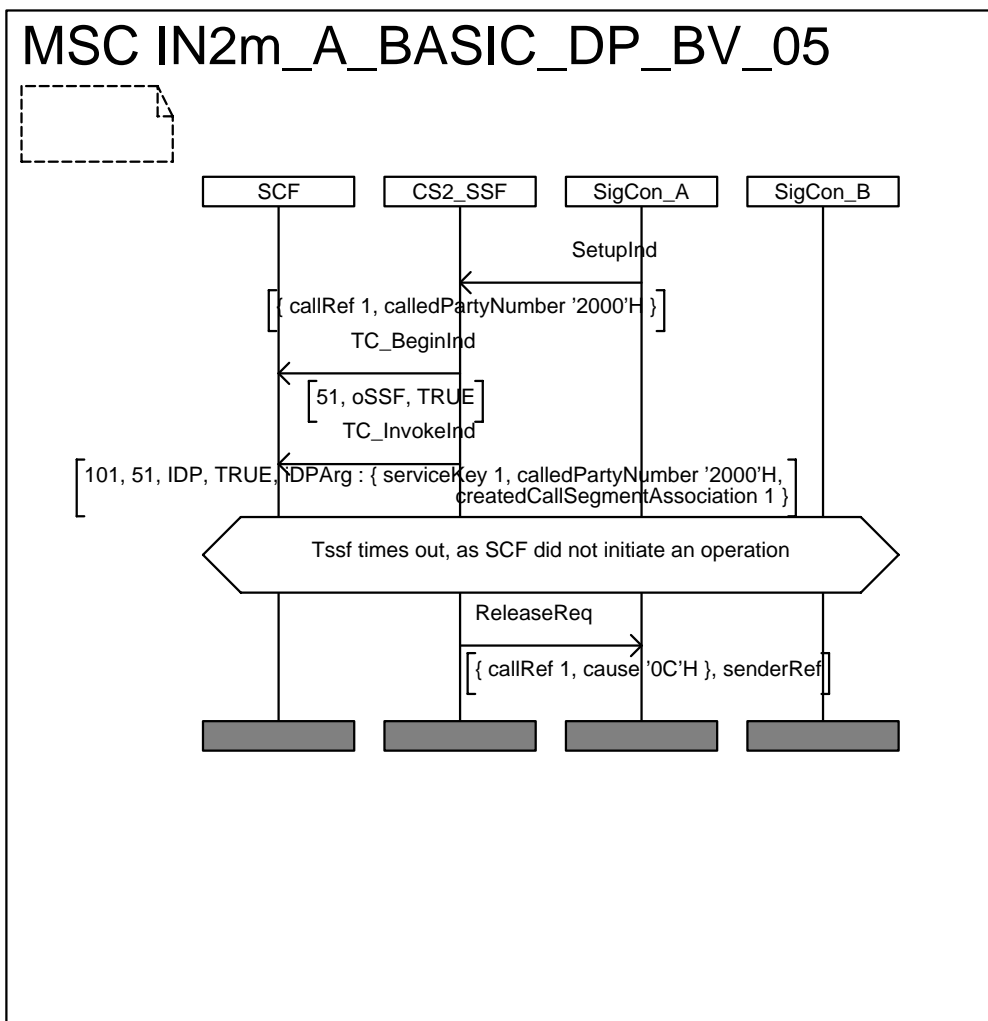 MSC IN2m_A_BASIC_DP_BV_05
SCF
CS2_SSF
SigCon_A
SigCon_B
SetupInd
{ callRef 1, calledPartyNumber ’2000’H }
TC_BeginInd
51, oSSF, TRUE
TC_InvokeInd
101, 51, IDP, TRUE, IDPArg : { serviceKey 1, calledPartyNumber ’2000’H,
createdCallSegmentAssociation 1 }
Tssf times out, as SCF did not initiate an operation
ReleaseReq
{ callRef 1, cause ’0C’H }, senderRef